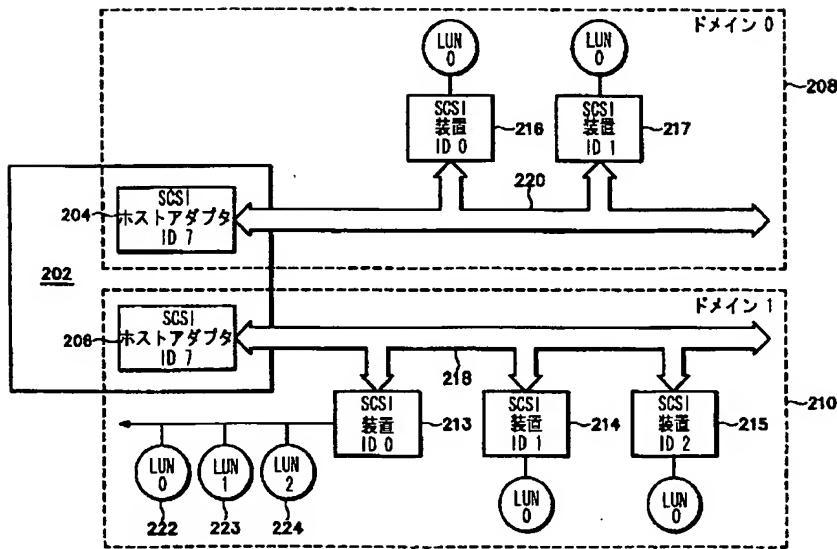 ドメイン 0
LUN
0
LUN
0
208
SCSI
装置
ID 0
216
SCSI
装置
ID 1
217
220
204
SCSI
ホストアダプタ
ID 7
202
ドメイン 1
206
SCSI
ホストアダプタ
ID 7
218
210
SCSI
装置
ID 0
213
SCSI
装置
ID 1
214
SCSI
装置
ID 2
215
LUN
0
LUN
1
LUN
2
222
223
224
LUN
0
LUN
0